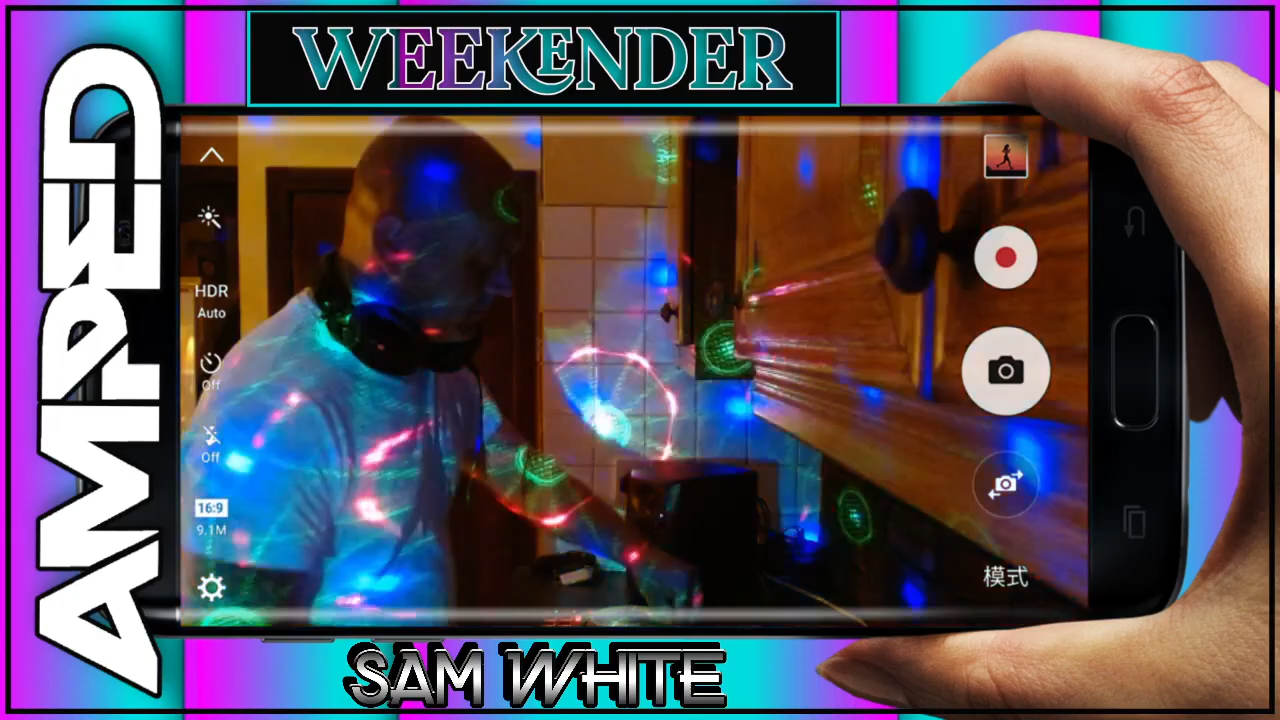 WEEKENDER
AMPED
HDR
Auto
Off
Off
16:9
9.1M
模式
SAM WHITE